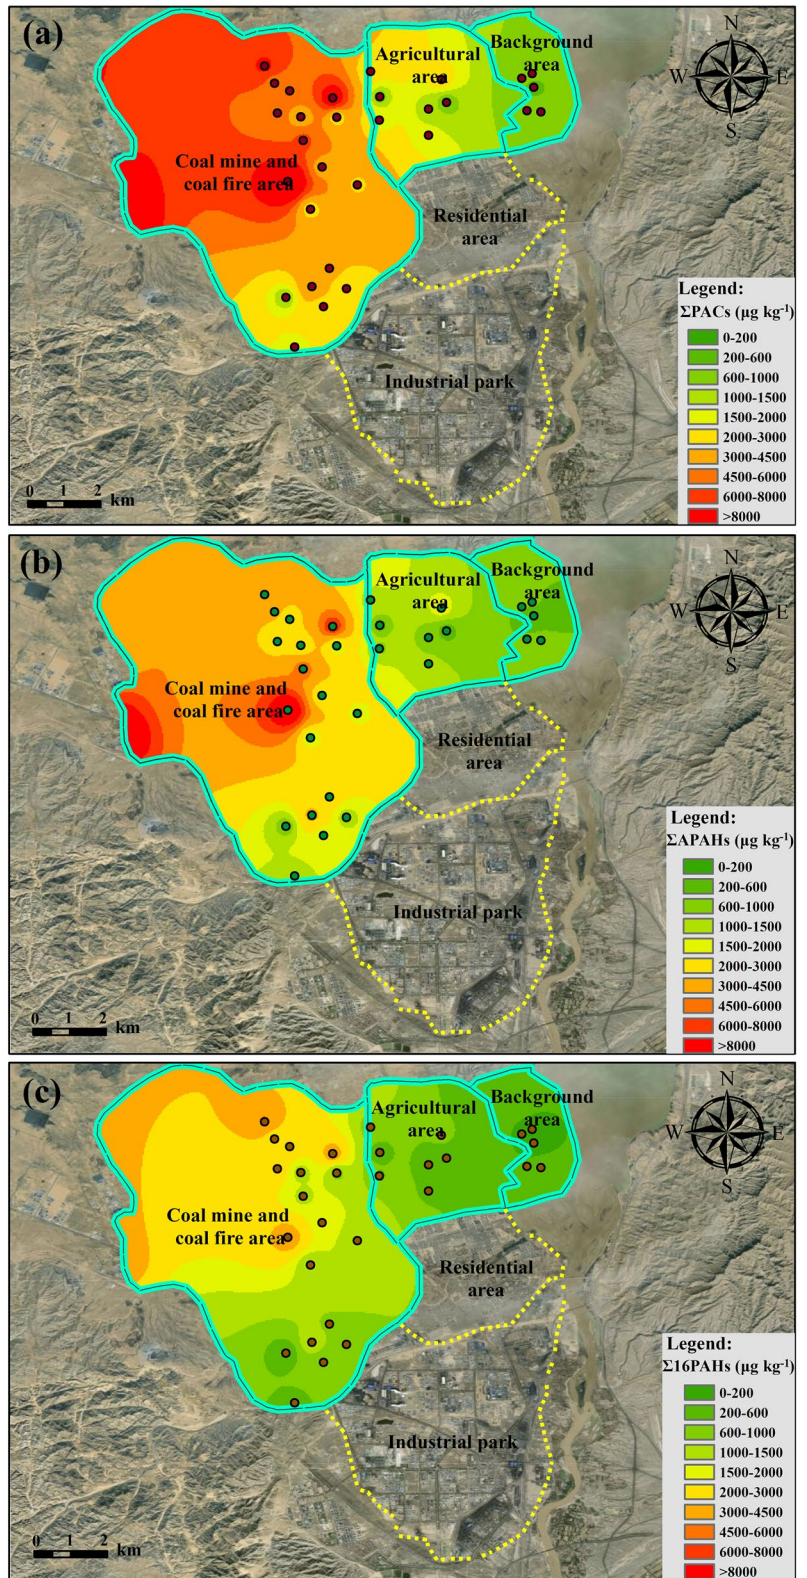 (a)
Agricultural
area
Background
area
N
W
E
S
Coal mine and
coal fire area
Residential
area
Industrial park
0 1 2
km
Legend:
ΣPACs (μg kg⁻¹)
0-200
200-600
600-1000
1000-1500
1500-2000
2000-3000
3000-4500
4500-6000
6000-8000
>8000
(b)
Agricultural
area
Background
area
N
W
E
S
Coal mine and
coal fire area
Residential
area
Industrial park
0 1 2
km
Legend:
ΣAPAHs (μg kg⁻¹)
0-200
200-600
600-1000
1000-1500
1500-2000
2000-3000
3000-4500
4500-6000
6000-8000
>8000
(c)
Agricultural
area
Background
area
N
W
E
S
Coal mine and
coal fire area
Residential
area
Industrial park
0 1 2
km
Legend:
Σ16PAHs (μg kg⁻¹)
0-200
200-600
600-1000
1000-1500
1500-2000
2000-3000
3000-4500
4500-6000
6000-8000
>8000